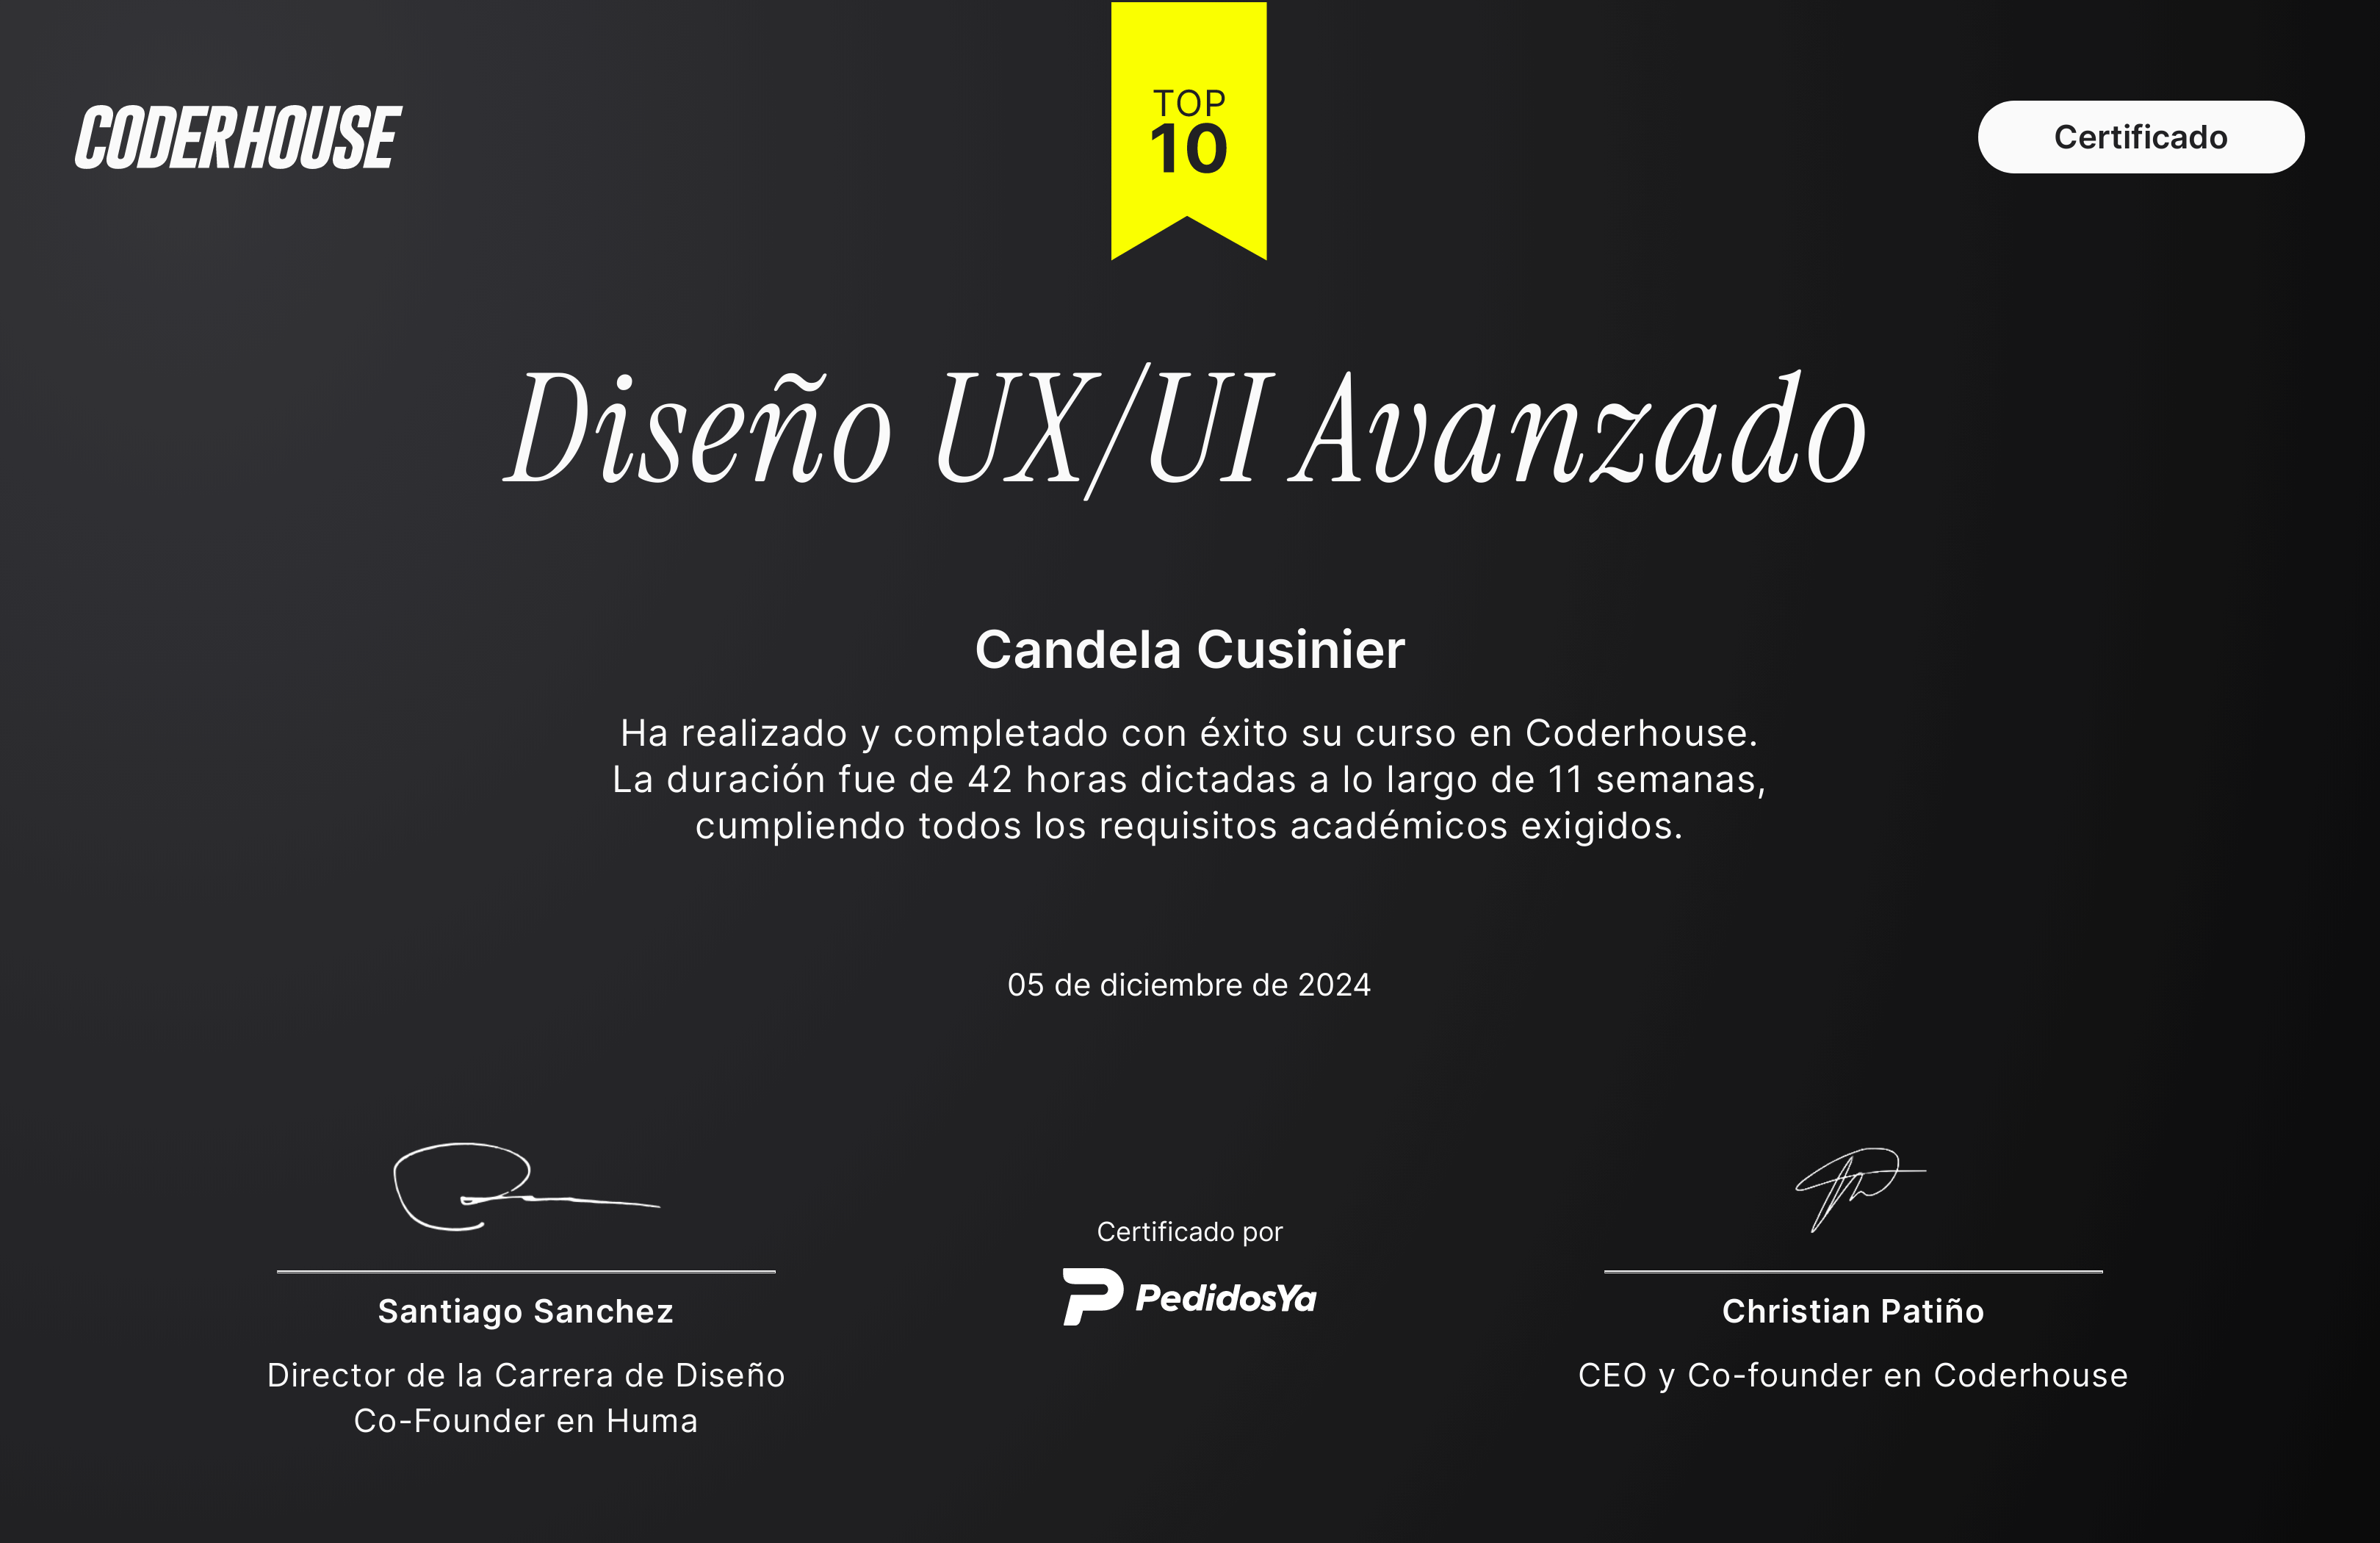 CODERHOUSE
TOP
10
Certificado
Diseño UX/UI Avanzado
Candela Cusinier
Ha realizado y completado con éxito su curso en Coderhouse.
La duración fue de 42 horas dictadas a lo largo de 11 semanas,
cumpliendo todos los requisitos académicos exigidos.
05 de diciembre de 2024
Santiago Sanchez
Director de la Carrera de Diseño
Co-Founder en Huma
Certificado por
PedidosYa
Christian Patiño
CEO y Co-founder en Coderhouse